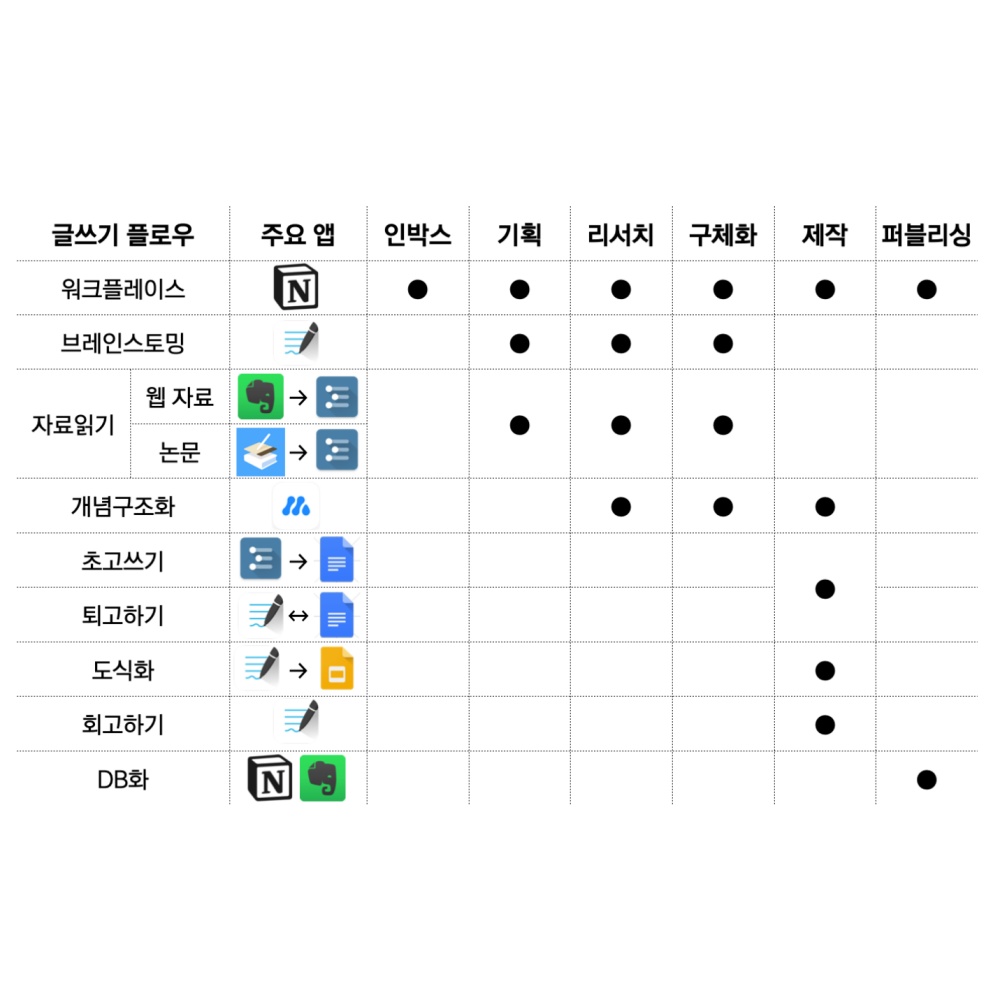 글쓰기 플로우 주요 앱 인박스 기획 리서치 구체화 제작 퍼블리싱
워크플레이스 N ● ● ● ● ● ●
브레인스토밍 ● ● ●
자료읽기 웹 자료 → ● ● ●
논문 →
개념구조화 ● ● ●
초고쓰기 → ●
퇴고하기 ↔
도식화 → ●
회고하기 ●
DB화 N ●